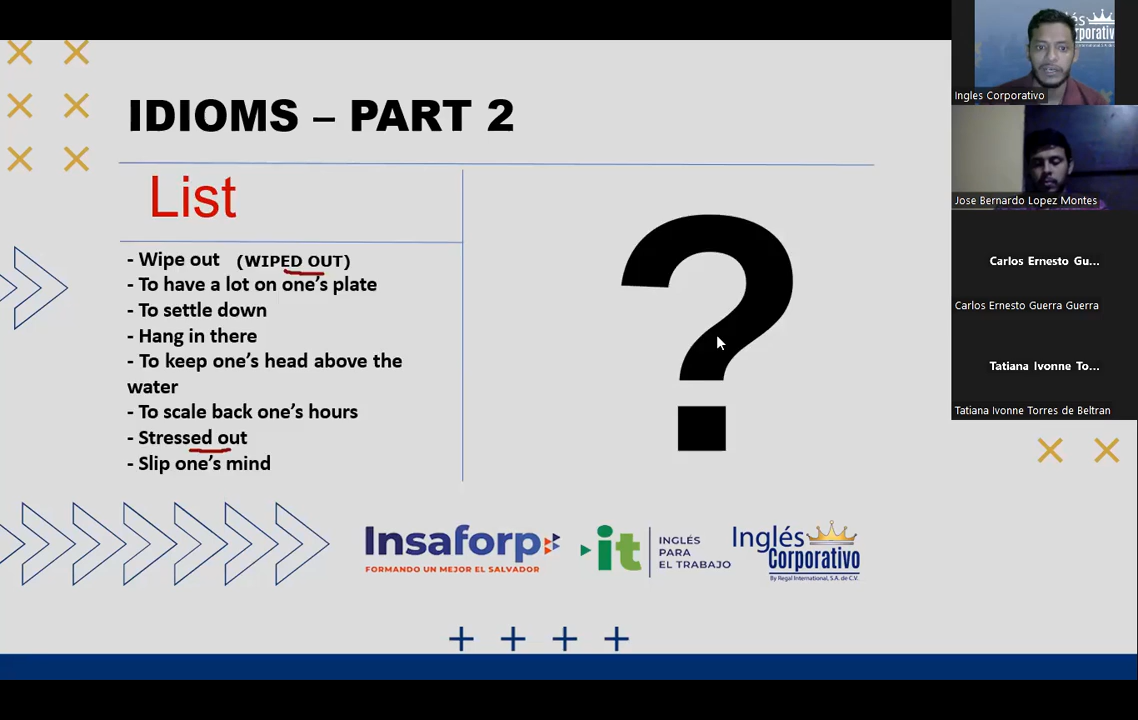 IDIOMS – PART 2
List
- Wipe out (WIPED OUT)
- To have a lot on one's plate
- To settle down
- Hang in there
- To keep one's head above the
water
- To scale back one's hours
- Stressed out
- Slip one's mind
Insaforp
FORMANDO UN MEJOR EL SALVADOR
it
INGLÉS
PARA
EL TRABAJO
Inglés
Corporativo
By Regal International, S.A. de C.V.
?
Ingles Corporativo
Jose Bernardo Lopez Montes
Carlos Ernesto Gu...
Carlos Ernesto Guerra Guerra
Tatiana Ivonne To...
Tatiana Ivonne Torres de Beltran